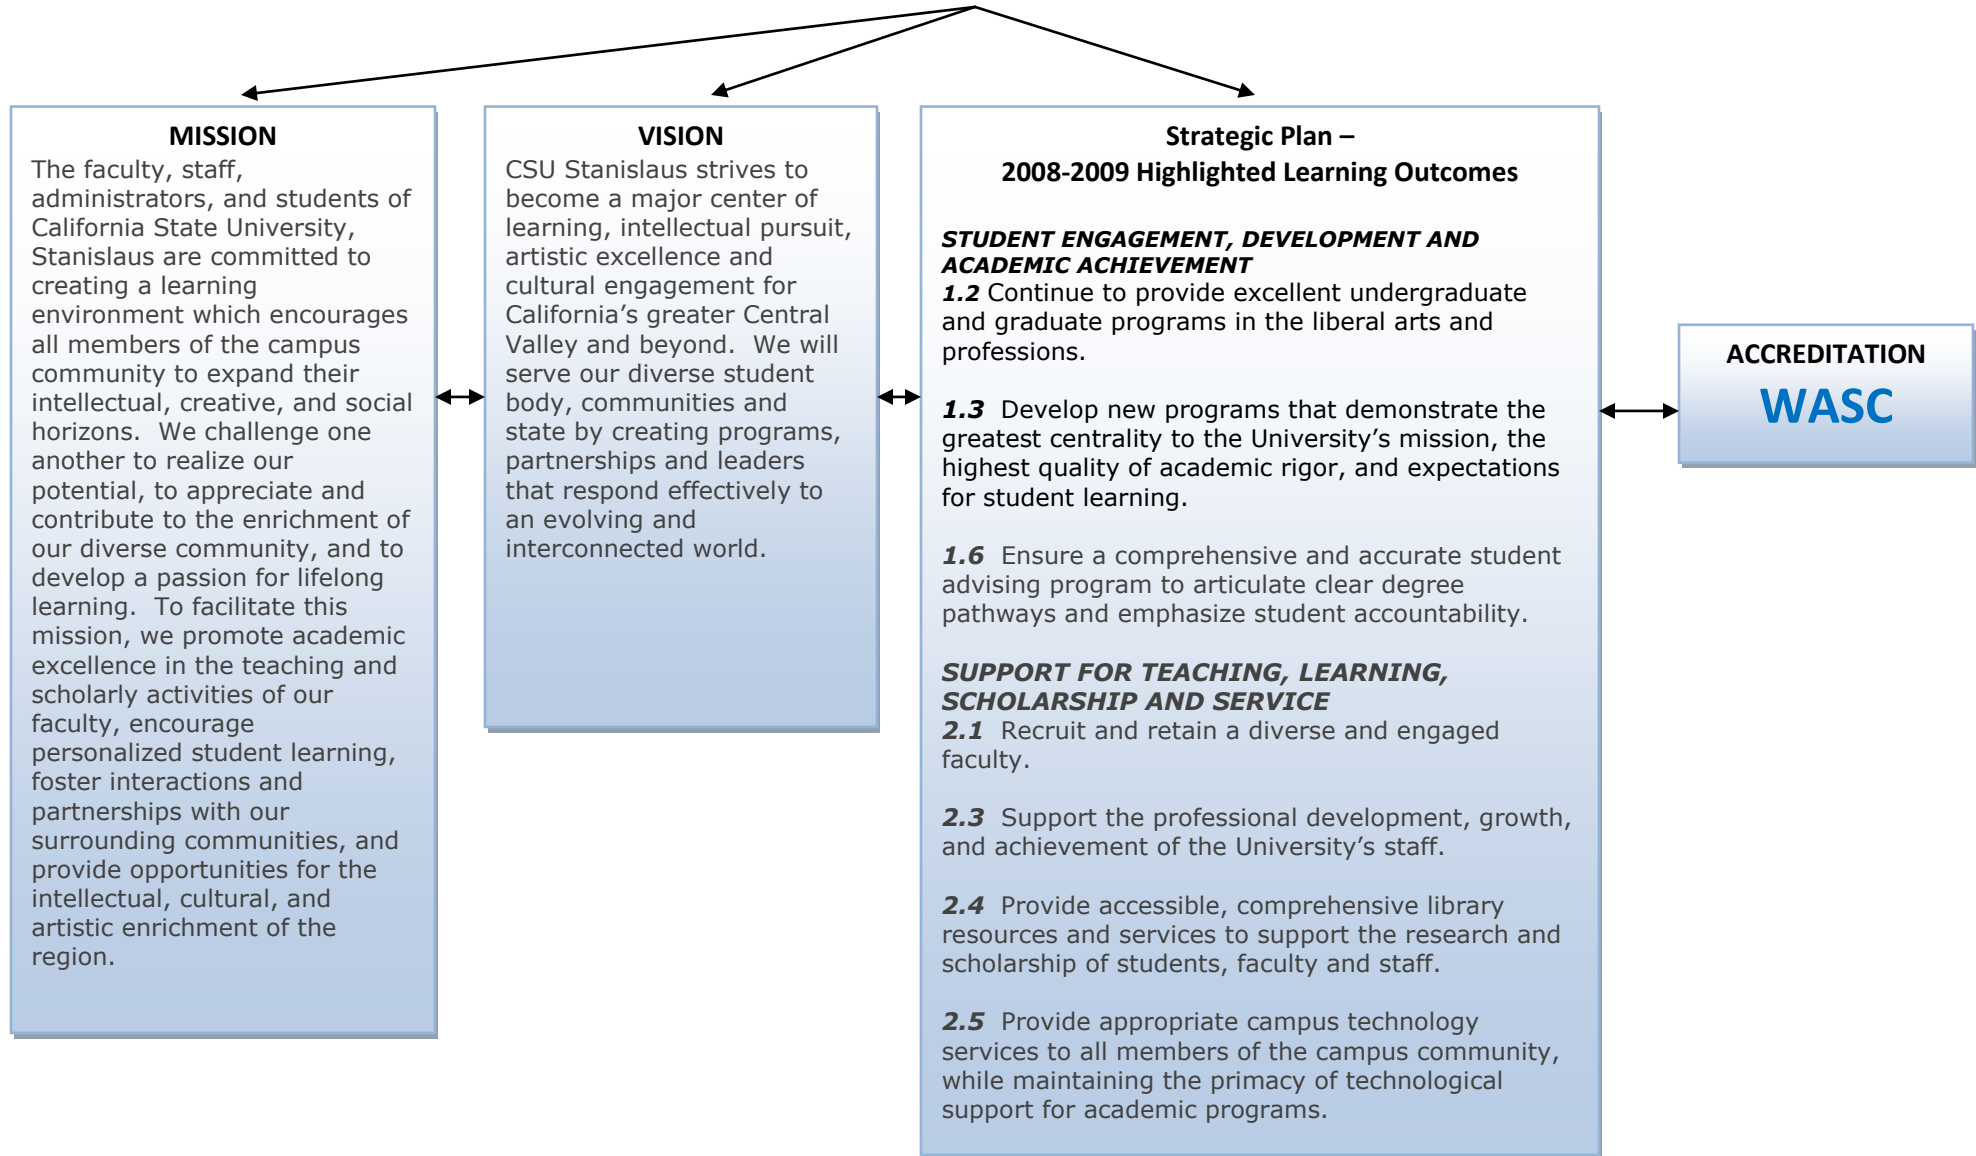 MISSION
The faculty, staff,
administrators, and students of
California State University,
Stanislaus are committed to
creating a learning
environment which encourages
all members of the campus
community to expand their
intellectual, creative, and social
horizons.  We challenge one
another to realize our
potential, to appreciate and
contribute to the enrichment of
our diverse community, and to
develop a passion for lifelong
learning.  To facilitate this
mission, we promote academic
excellence in the teaching and
scholarly activities of our
faculty, encourage
personalized student learning,
foster interactions and
partnerships with our
surrounding communities, and
provide opportunities for the
intellectual, cultural, and
artistic enrichment of the
region.
VISION
CSU Stanislaus strives to
become a major center of
learning, intellectual pursuit,
artistic excellence and
cultural engagement for
California’s greater Central
Valley and beyond.  We will
serve our diverse student
body, communities and
state by creating programs,
partnerships and leaders
that respond effectively to
an evolving and
interconnected world.
Strategic Plan –
2008-2009 Highlighted Learning Outcomes
STUDENT ENGAGEMENT, DEVELOPMENT AND
ACADEMIC ACHIEVEMENT
1.2 Continue to provide excellent undergraduate
and graduate programs in the liberal arts and
professions.
1.3  Develop new programs that demonstrate the
greatest centrality to the University’s mission, the
highest quality of academic rigor, and expectations
for student learning.
1.6  Ensure a comprehensive and accurate student
advising program to articulate clear degree
pathways and emphasize student accountability.
SUPPORT FOR TEACHING, LEARNING,
SCHOLARSHIP AND SERVICE
2.1  Recruit and retain a diverse and engaged
faculty.
2.3  Support the professional development, growth,
and achievement of the University’s staff.
2.4  Provide accessible, comprehensive library
resources and services to support the research and
scholarship of students, faculty and staff.
2.5  Provide appropriate campus technology
services to all members of the campus community,
while maintaining the primacy of technological
support for academic programs.
ACCREDITATION
WASC